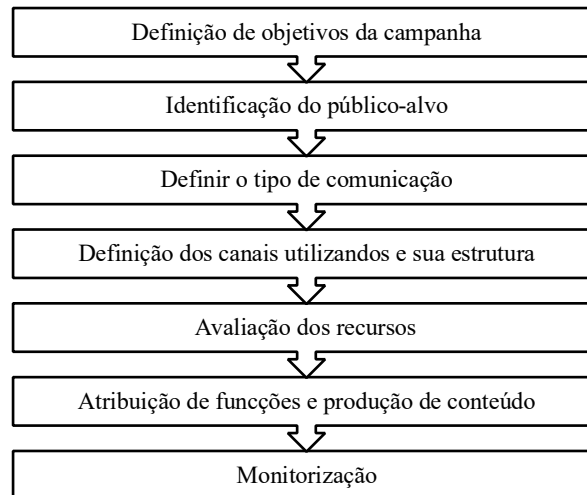 Definição de objetivos da campanha
Identificação do público-alvo
Definir o tipo de comunicação
Definição dos canais utilizandos e sua estrutura
Avaliação dos recursos
Atribuição de funcções e produção de conteúdo
Monitorização